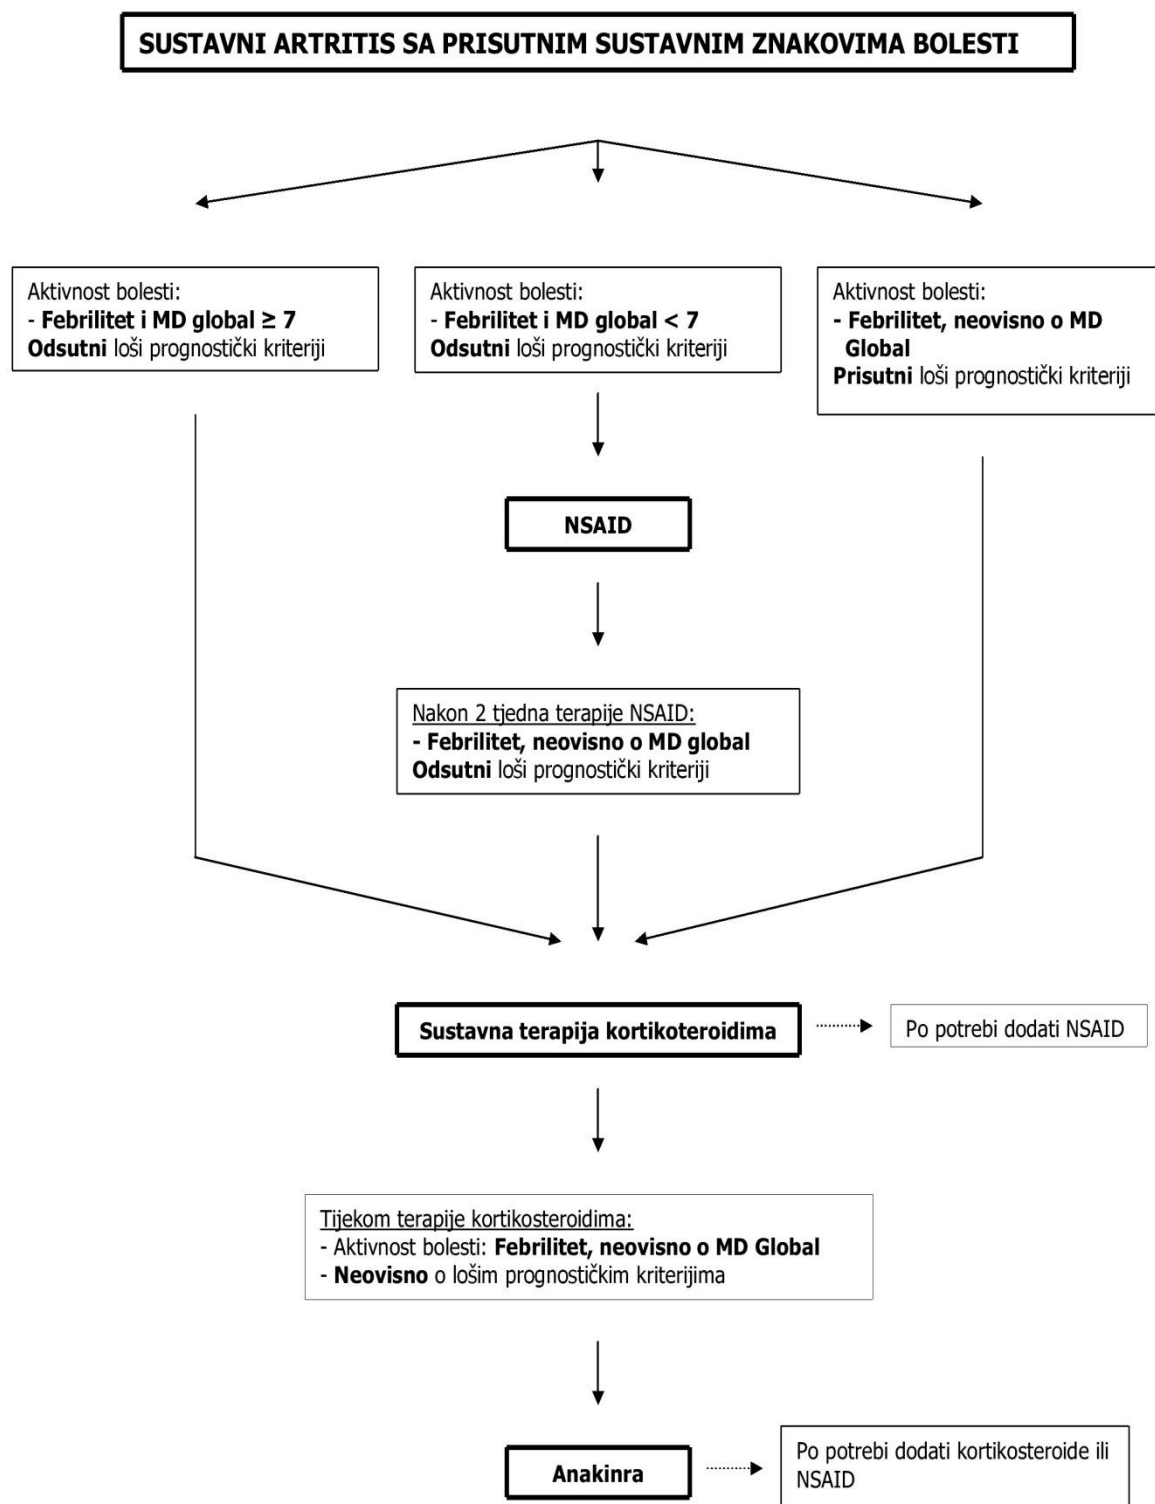 SUSTAVNI ARTRITIS SA PRISUTNIM SUSTAVNIM ZNAKOVIMA BOLESTI
Aktivnost bolesti:
- Febrilitet i MD global ≥ 7
Odsutni loši prognostički kriteriji
Aktivnost bolesti:
- Febrilitet i MD global < 7
Odsutni loši prognostički kriteriji
Aktivnost bolesti:
- Febrilitet, neovisno o MD
Global
Prisutni loši prognostički kriteriji
NSAID
Nakon 2 tjedna terapije NSAID:
- Febrilitet, neovisno o MD global
Odsutni loši prognostički kriteriji
Sustavna terapija kortikoteroidima
Po potrebi dodati NSAID
Tijekom terapije kortikosteroidima:
- Aktivnost bolesti: Febrilitet, neovisno o MD Global
- Neovisno o lošim prognostičkim kriterijima
Anakinra
Po potrebi dodati kortikosteroide ili
NSAID